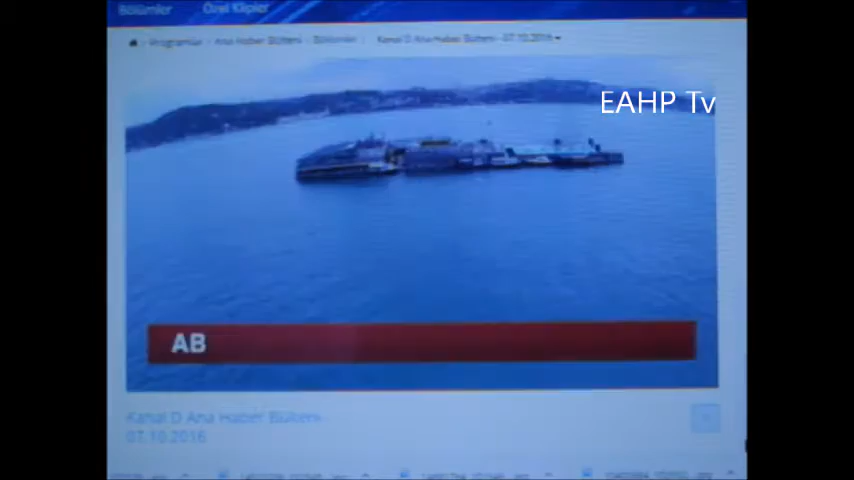 Bölümler Özel Klipler
Programlar Ana Haber Bülteni Bölümler Kanal D Ana Haber Bülteni - 07.10.2016
EAHP Tv
AB
Kanal D Ana Haber Bülteni
07.10.2016